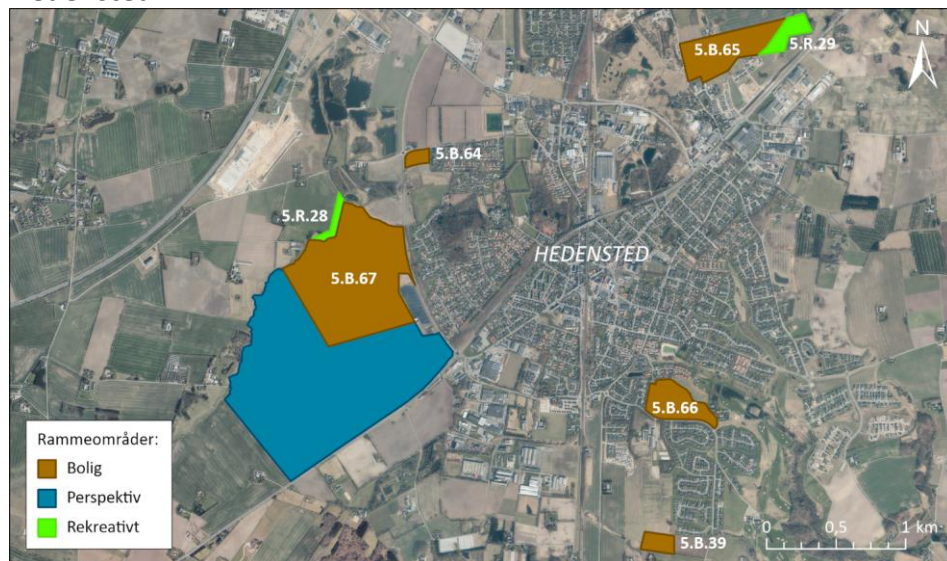 N
5.B.65
5.R.29
5.B.64
5.R.28
HEDENSTED
5.B.67
5.B.66
5.B.39
Rammeområder:
Bolig
Perspektiv
Rekreativt
0 0,5 1 km